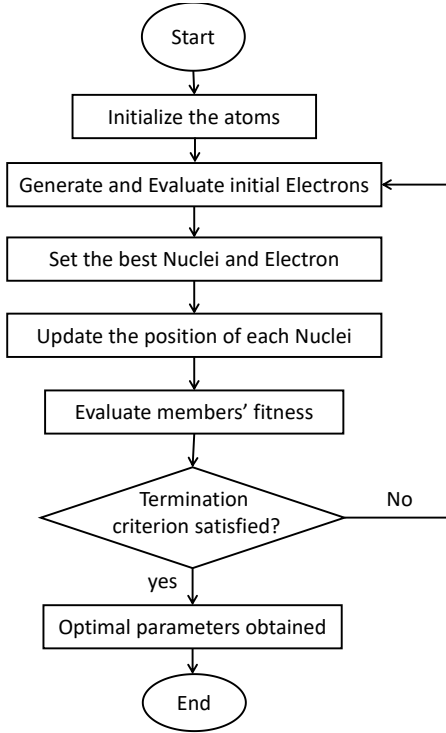 Start
Initialize the atoms
Generate and Evaluate initial Electrons
Set the best Nuclei and Electron
Update the position of each Nuclei
Evaluate members’ fitness
Termination
criterion satisfied?
No
yes
Optimal parameters obtained
End